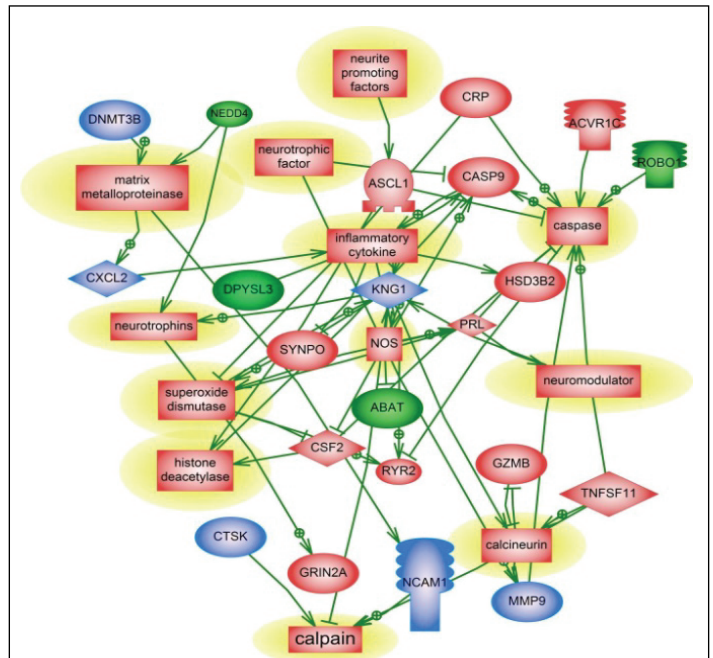 neurite
promoting
factors
CRP
DNMT3B
NEDD4
ACVR1C
neurotrophic
factor
ROBO1
matrix
metalloproteinase
ASCL1
CASP9
caspase
inflammatory
cytokine
CXCL2
DPYSL3
KNG1
HSD3B2
neurotrophins
SYNPO
NOS
PRL
superoxide
dismutase
neuromodulator
ABAT
histone
deacetylase
CSF2
RYR2
GZMB
TNFSF11
CTSK
calcineurin
GRIN2A
NCAM1
MMP9
calpain